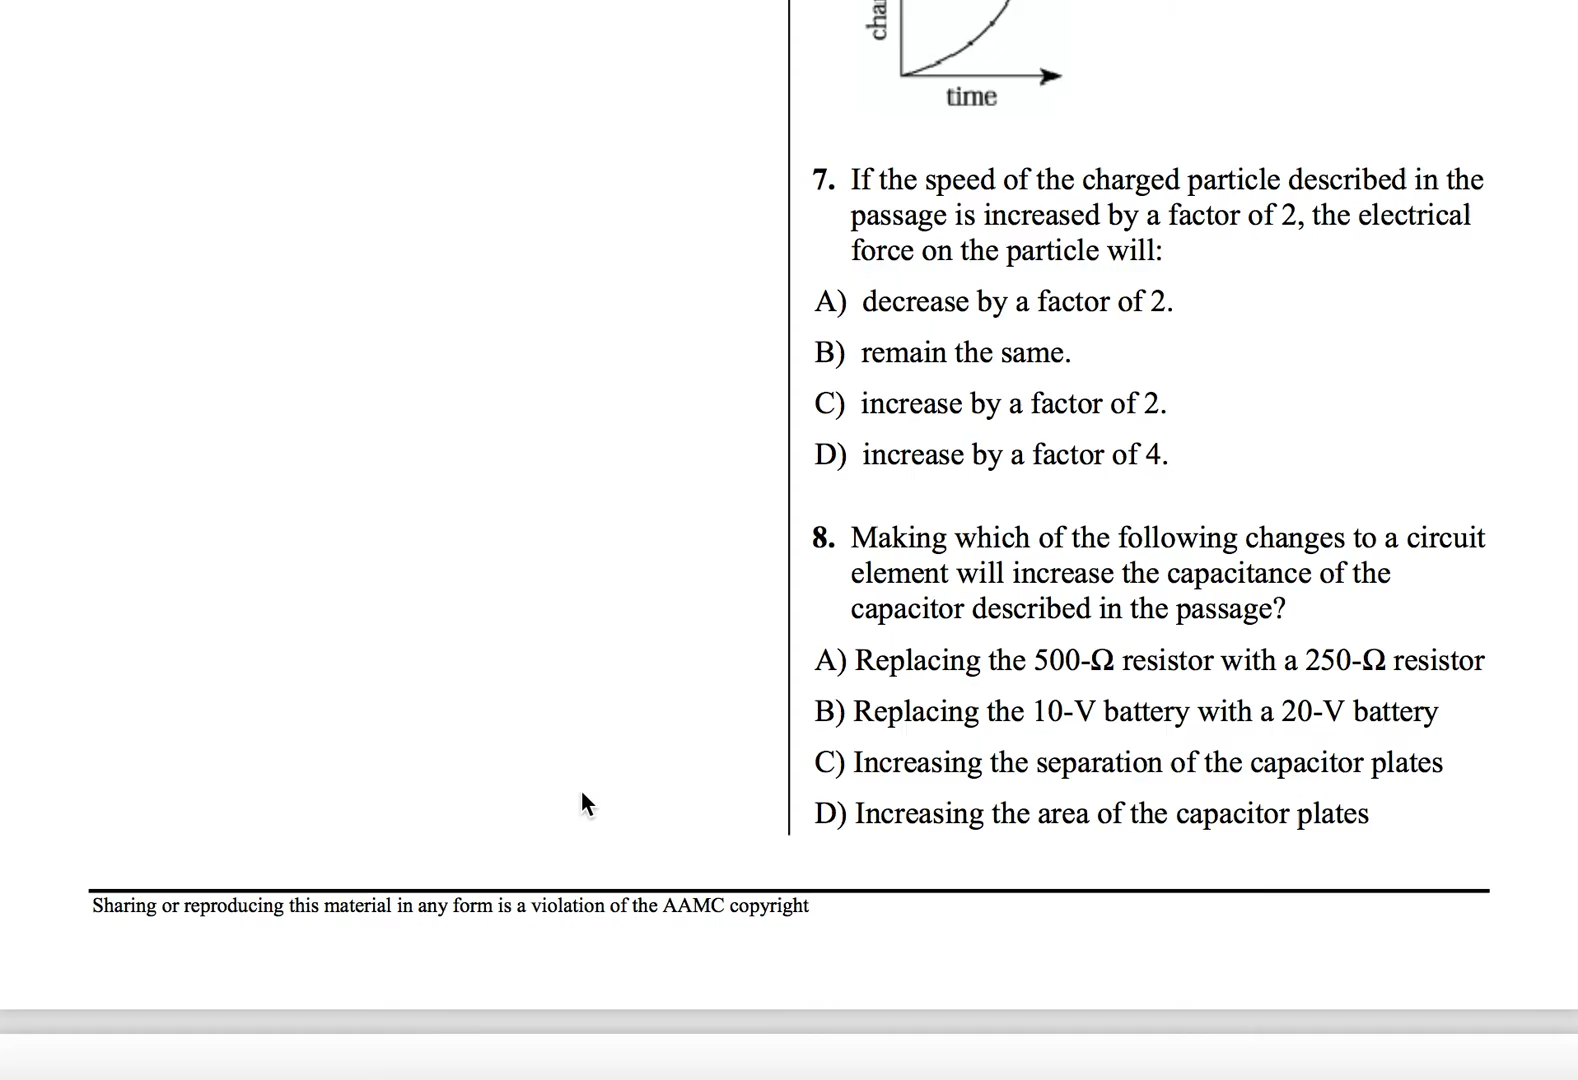 time
7. If the speed of the charged particle described in the
passage is increased by a factor of 2, the electrical
force on the particle will:
A) decrease by a factor of 2.
B) remain the same.
C) increase by a factor of 2.
D) increase by a factor of 4.
8. Making which of the following changes to a circuit
element will increase the capacitance of the
capacitor described in the passage?
A) Replacing the 500-Ω resistor with a 250-Ω resistor
B) Replacing the 10-V battery with a 20-V battery
C) Increasing the separation of the capacitor plates
D) Increasing the area of the capacitor plates
Sharing or reproducing this material in any form is a violation of the AAMC copyright